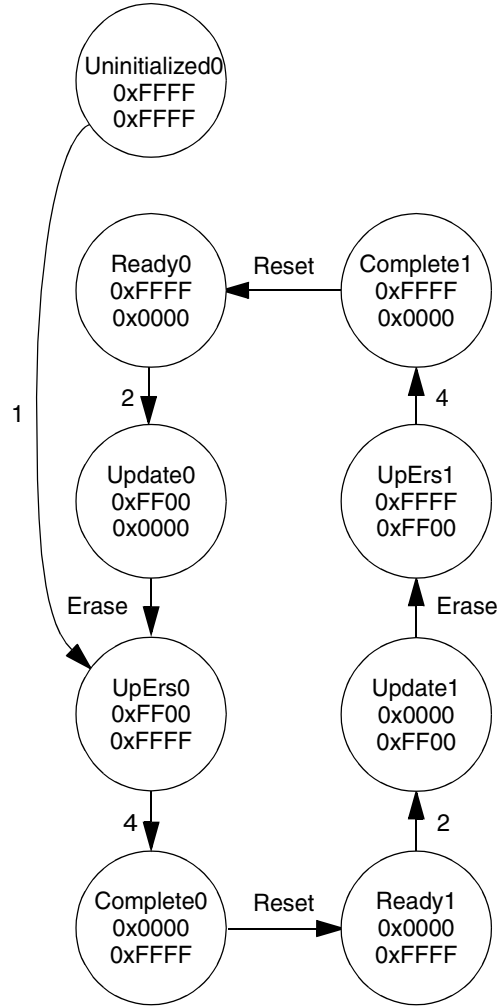 Uninitialized0
0xFFFF
0xFFFF
Ready0
0xFFFF
0x0000
Reset
Complete1
0xFFFF
0x0000
1
2
4
Update0
0xFF00
0x0000
UpErs1
0xFFFF
0xFF00
Erase
Erase
UpErs0
0xFF00
0xFFFF
Update1
0x0000
0xFF00
4
2
Complete0
0x0000
0xFFFF
Reset
Ready1
0x0000
0xFFFF